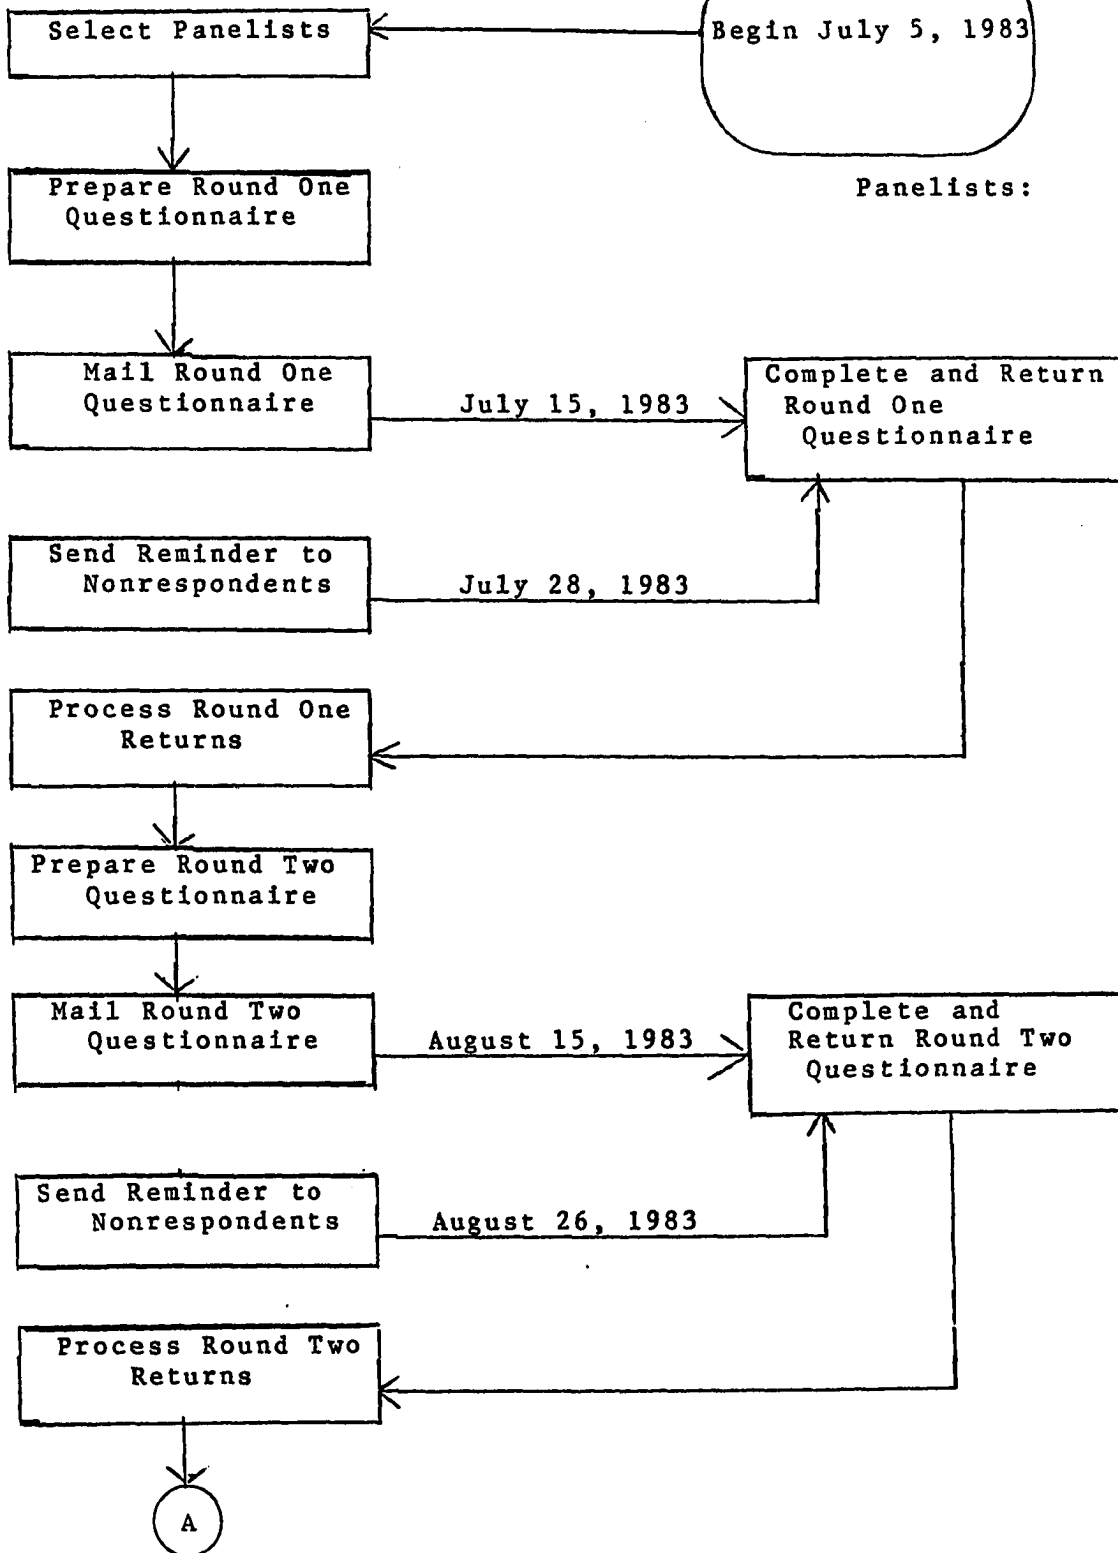 Select Panelists
Begin July 5, 1983
Prepare Round One
Questionnaire
Panelists:
Mail Round One
Questionnaire
July 15, 1983
Complete and Return
Round One
Questionnaire
Send Reminder to
Nonrespondents
July 28, 1983
Process Round One
Returns
Prepare Round Two
Questionnaire
Mail Round Two
Questionnaire
August 15, 1983
Complete and
Return Round Two
Questionnaire
Send Reminder to
Nonrespondents
August 26, 1983
Process Round Two
Returns
A